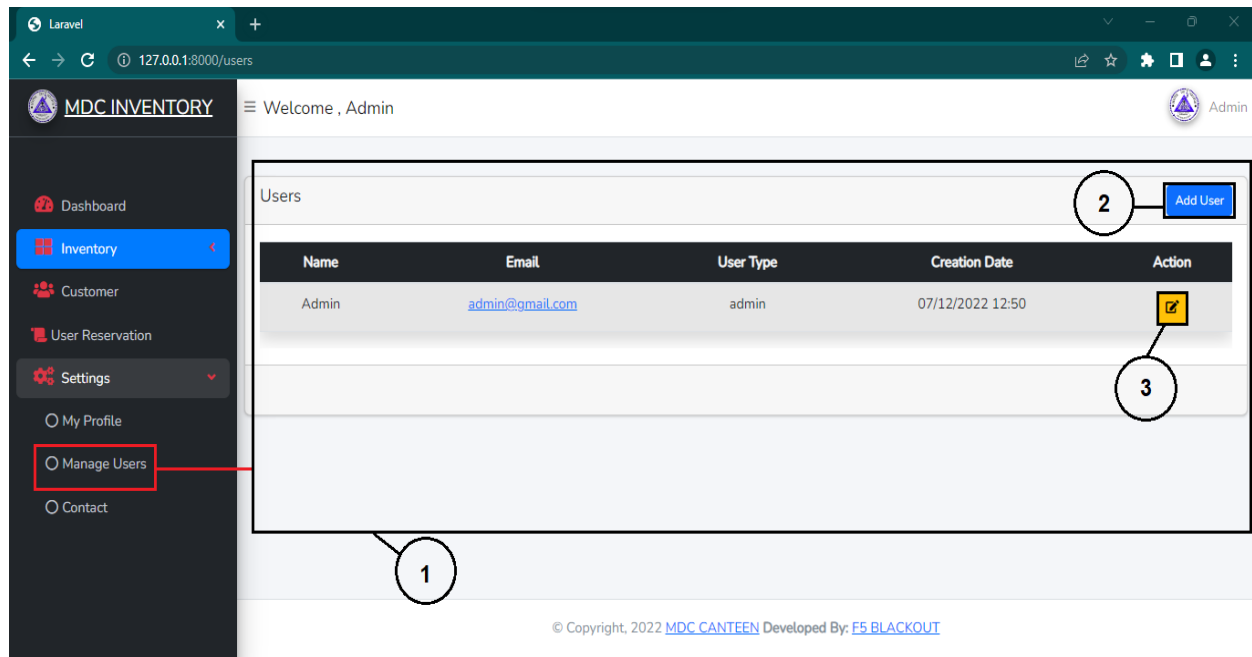 Laravel
127.0.0.1:8000/users
MDC INVENTORY
Welcome , Admin
Admin
Dashboard
Inventory
Customer
User Reservation
Settings
My Profile
Manage Users
Contact
Users
2
Add User
Name Email User Type Creation Date Action
Admin admin@gmail.com admin 07/12/2022 12:50
3
1
© Copyright, 2022 MDC CANTEEN Developed By: F5 BLACKOUT